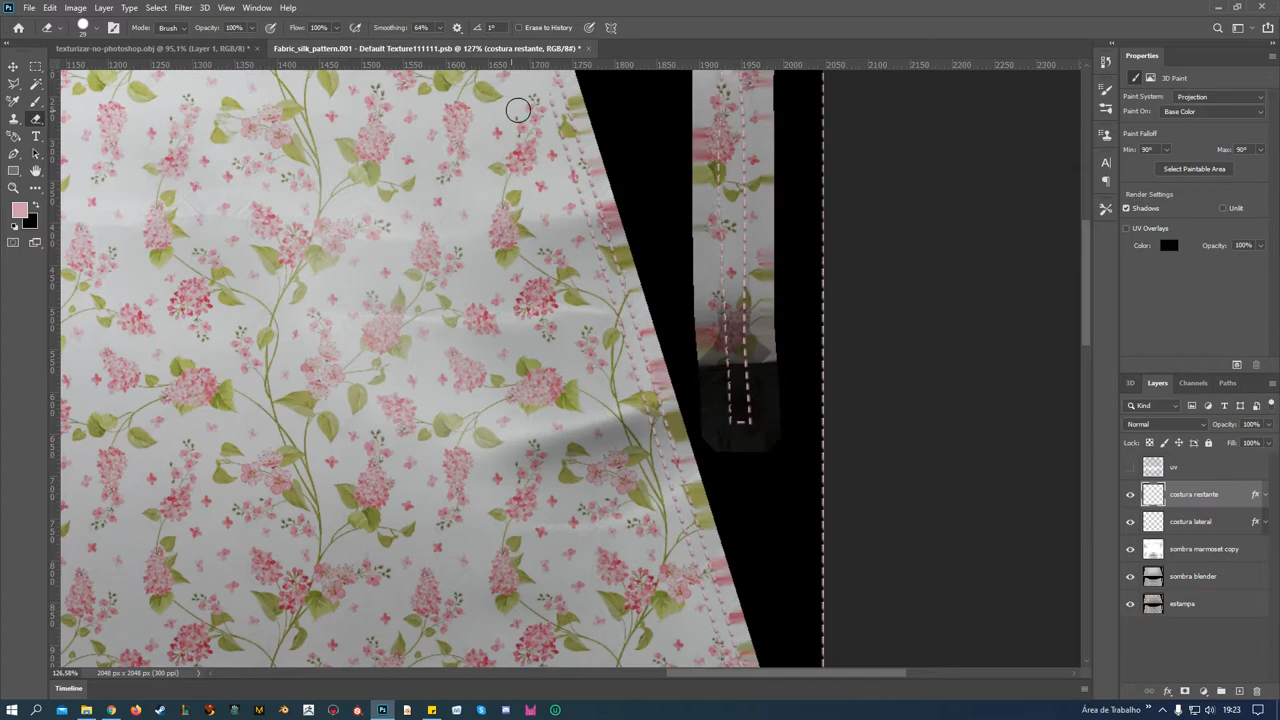 File Edit Image Layer Type Select Filter 3D View Window Help
29 Mode: Brush Opacity: 100% Flow: 100% Smoothing: 64% 1° Erase to History
texturizar-no-photoshop.obj @ 95,1% (Layer 1, RGB/8) * ×
Fabric_silk_pattern.001 - Default Texture111111.psb @ 127% (costura restante, RGB/8#) * ×
1150 1200 1250 1300 1350 1400 1450 1500 1550 1600 1650 1700 1750 1800 1850 1900 1950 2000 2050 2100 2150 2200 2250 2300
Properties
3D Paint
Paint System: Projection
Paint On: Base Color
Paint Falloff
Min: 90° Max: 90°
Select Paintable Area
Render Settings
Shadows Unlit
UV Overlays
Color: Opacity: 100%
3D Layers Channels Paths
Kind
Normal Opacity: 100%
Lock: Fill: 100%
uv
costura restante fx
costura lateral fx
sombra marmoset copy
sombra blender
estampa
126,58% 2048 px x 2048 px (300 ppi)
Timeline
Área de Trabalho 19:23